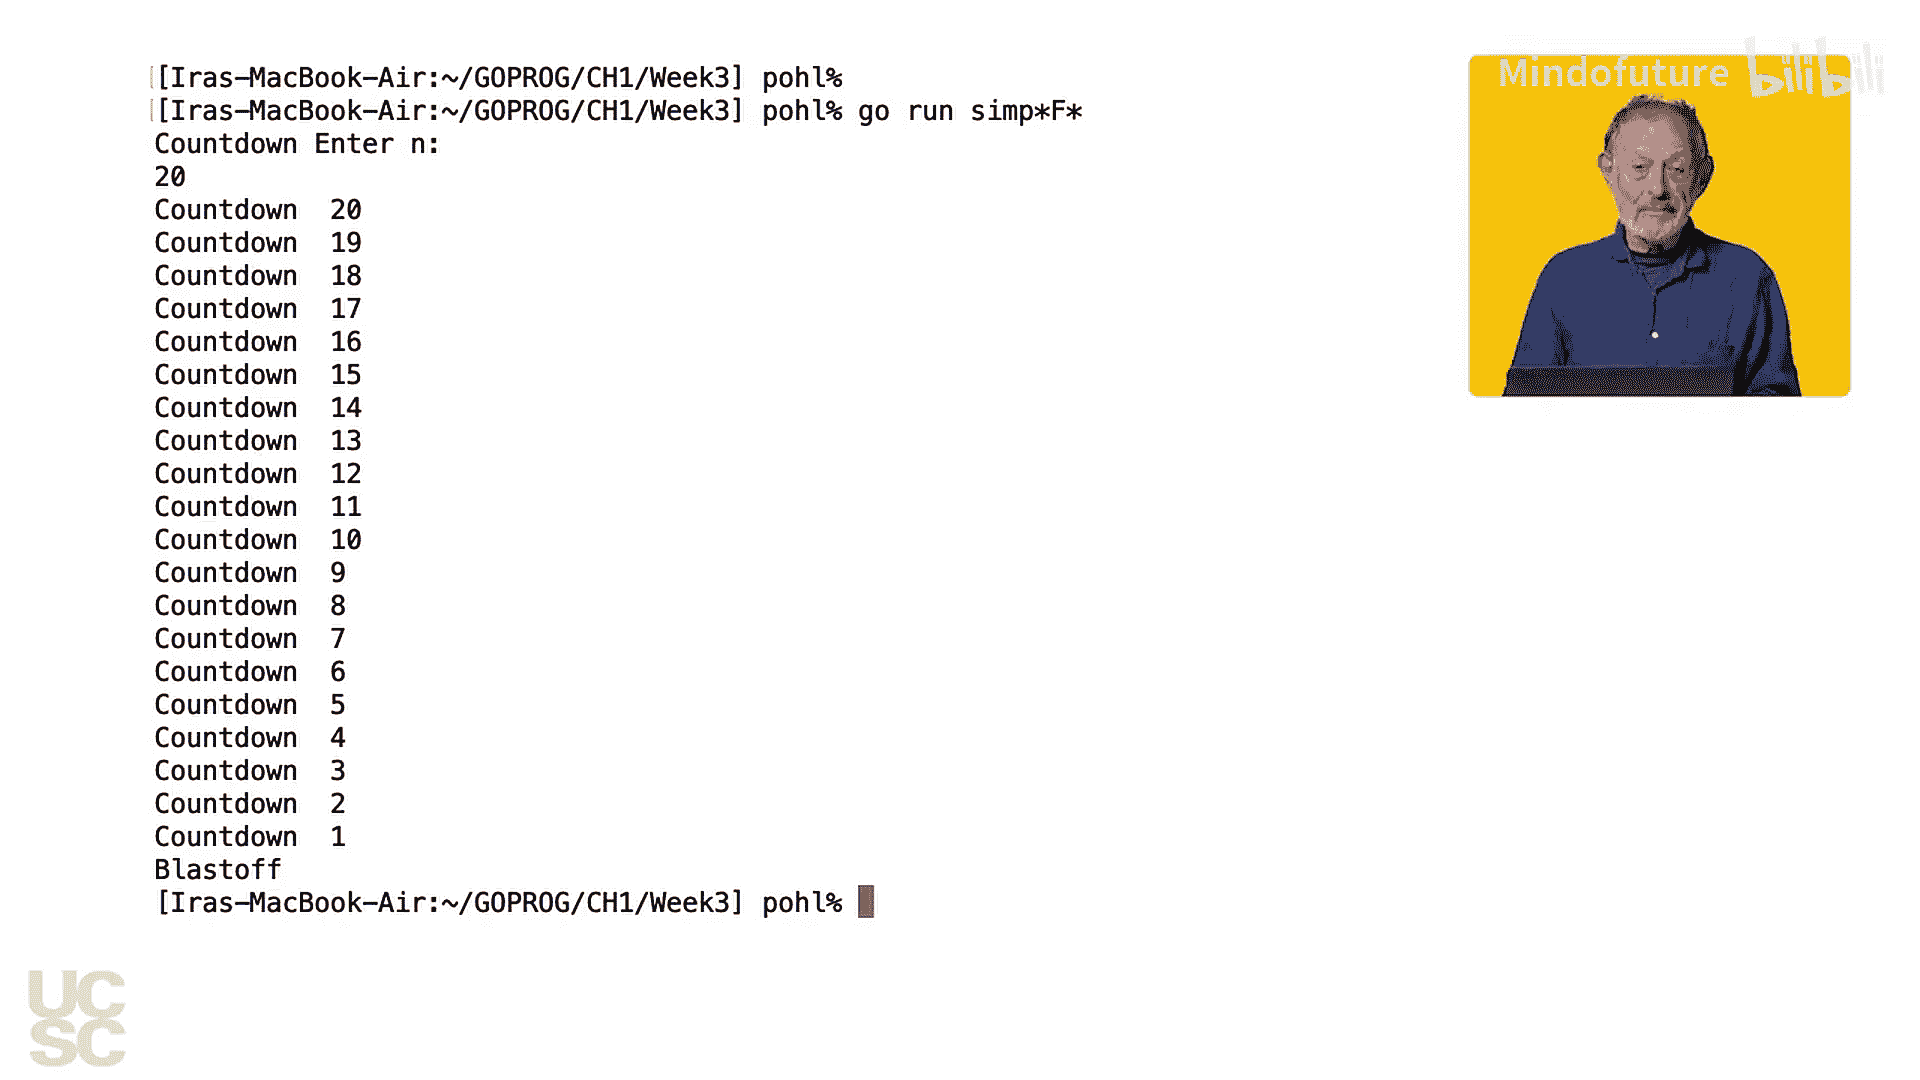 [Iras-MacBook-Air:~/GOPROG/CH1/Week3] pohl%
[Iras-MacBook-Air:~/GOPROG/CH1/Week3] pohl% go run simp*F*
Countdown Enter n:
20
Countdown  20
Countdown  19
Countdown  18
Countdown  17
Countdown  16
Countdown  15
Countdown  14
Countdown  13
Countdown  12
Countdown  11
Countdown  10
Countdown  9
Countdown  8
Countdown  7
Countdown  6
Countdown  5
Countdown  4
Countdown  3
Countdown  2
Countdown  1
Blastoff
[Iras-MacBook-Air:~/GOPROG/CH1/Week3] pohl%
Mindofuture bilibili
UC
SC